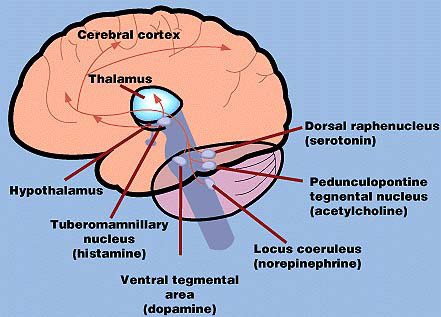 Cerebral cortex
Thalamus
Dorsal raphenucleus
(serotonin)
Hypothalamus
Pedunculopontine
tegnental nucleus
(acetylcholine)
Tuberomamnillary
nucleus
(histamine)
Locus coeruleus
(norepinephrine)
Ventral tegmental
area
(dopamine)